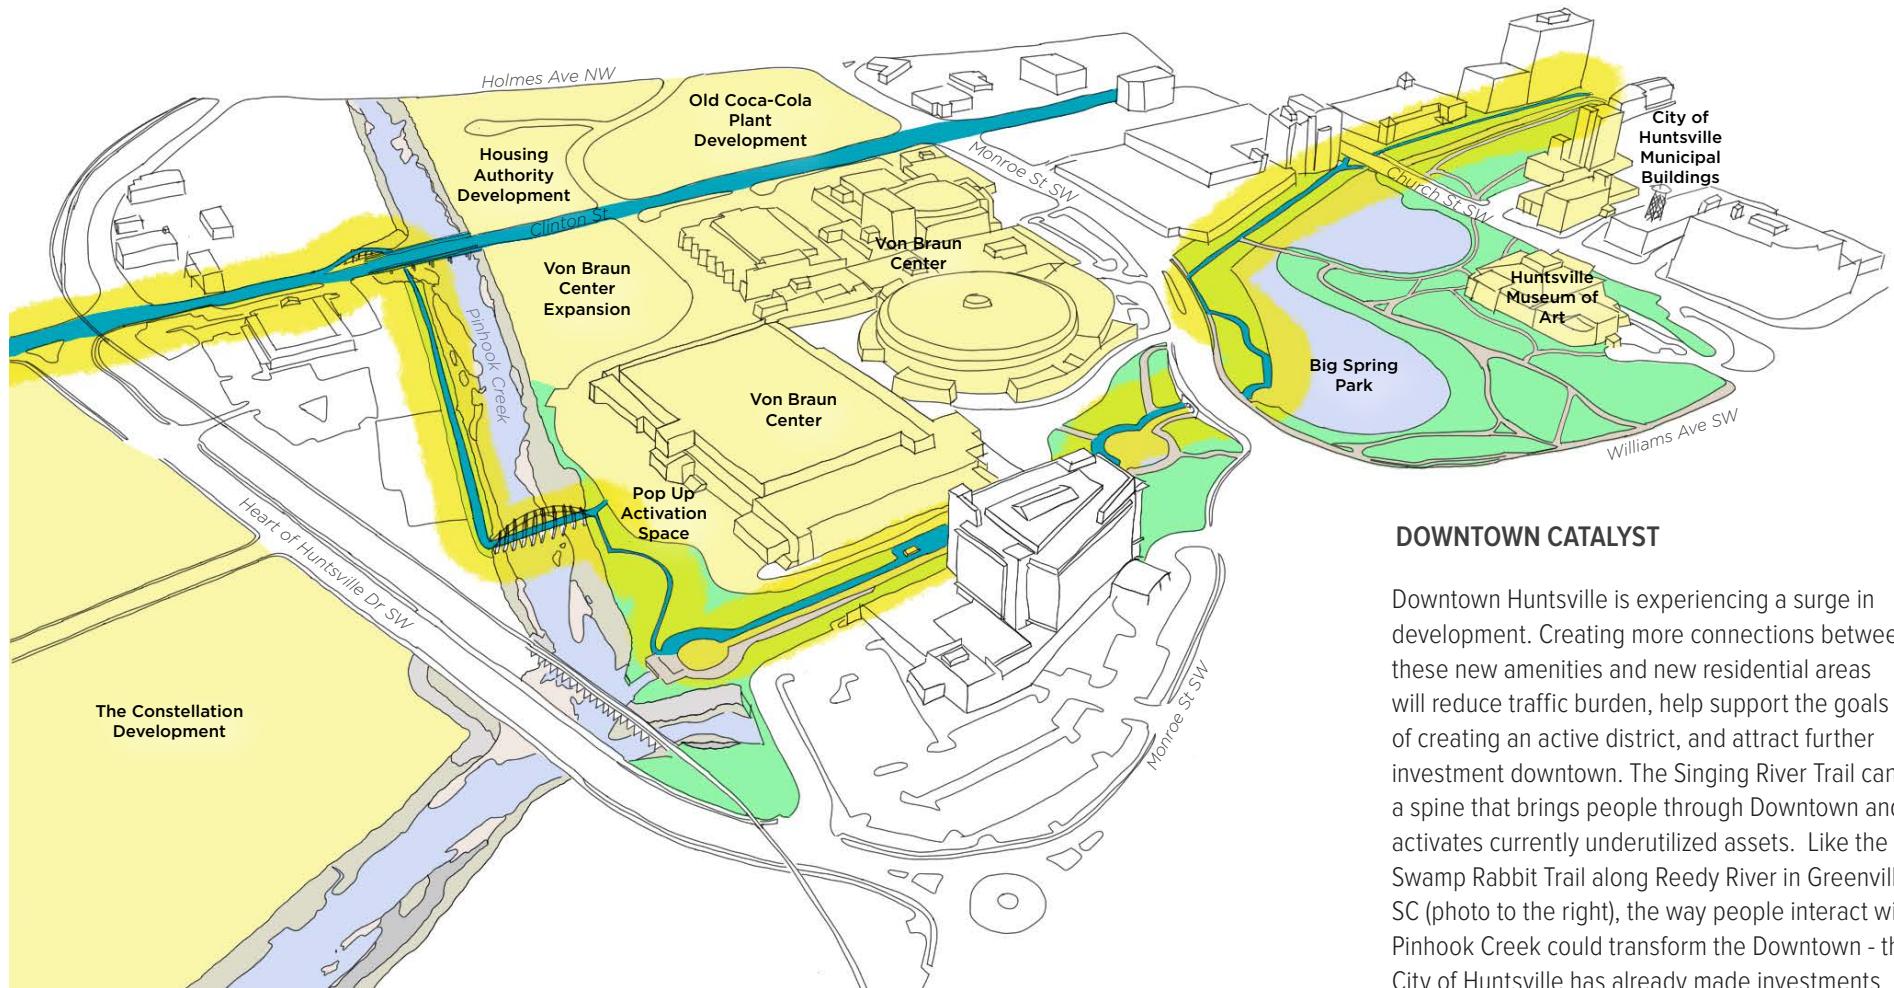 Holmes Ave NW
Old Coca-Cola
Plant
Development
Housing
Authority
Development
Clinton St
Monroe St SW
City of
Huntsville
Municipal
Buildings
Church St SW
Von Braun
Center
Von Braun
Center
Expansion
Huntsville
Museum of
Art
Pinhook Creek
Big Spring
Park
Von Braun
Center
Williams Ave SW
Pop Up
Activation
Space
Heart of Huntsville Dr SW
The Constellation
Development
Monroe St SW
DOWNTOWN CATALYST
Downtown Huntsville is experiencing a surge in
development. Creating more connections betwee
these new amenities and new residential areas
will reduce traffic burden, help support the goals
of creating an active district, and attract further
investment downtown. The Singing River Trail can
a spine that brings people through Downtown and
activates currently underutilized assets. Like the
Swamp Rabbit Trail along Reedy River in Greenvill
SC (photo to the right), the way people interact wi
Pinhook Creek could transform the Downtown - th
City of Huntsville has already made investments